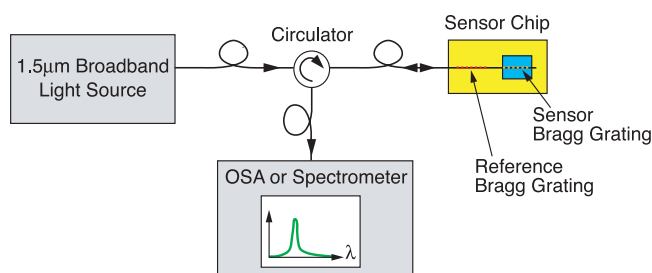 1.5μm Broadband
Light Source
Circulator
Sensor Chip
Sensor
Bragg Grating
Reference
Bragg Grating
OSA or Spectrometer
λ